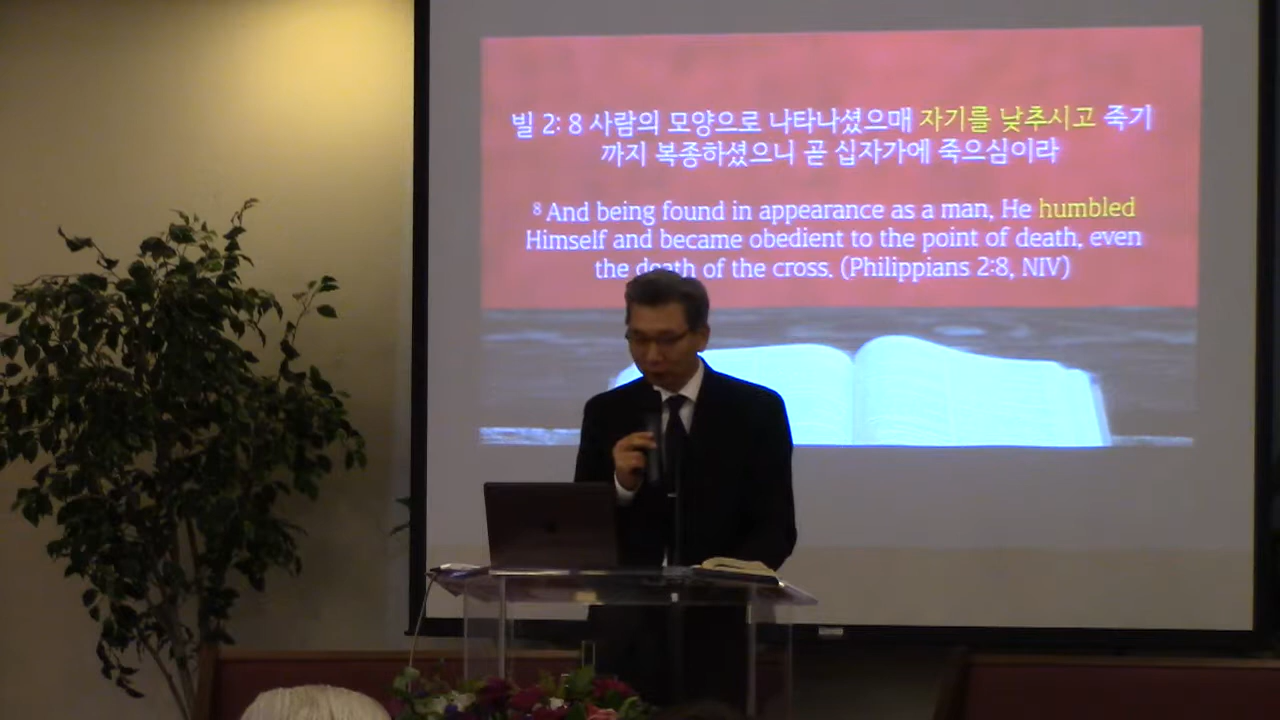 빌 2: 8 사람의 모양으로 나타나셨으매 자기를 낮추시고 죽기
까지 복종하셨으니 곧 십자가에 죽으심이라
8 And being found in appearance as a man, He humbled
Himself and became obedient to the point of death, even
the death of the cross. (Philippians 2:8, NIV)